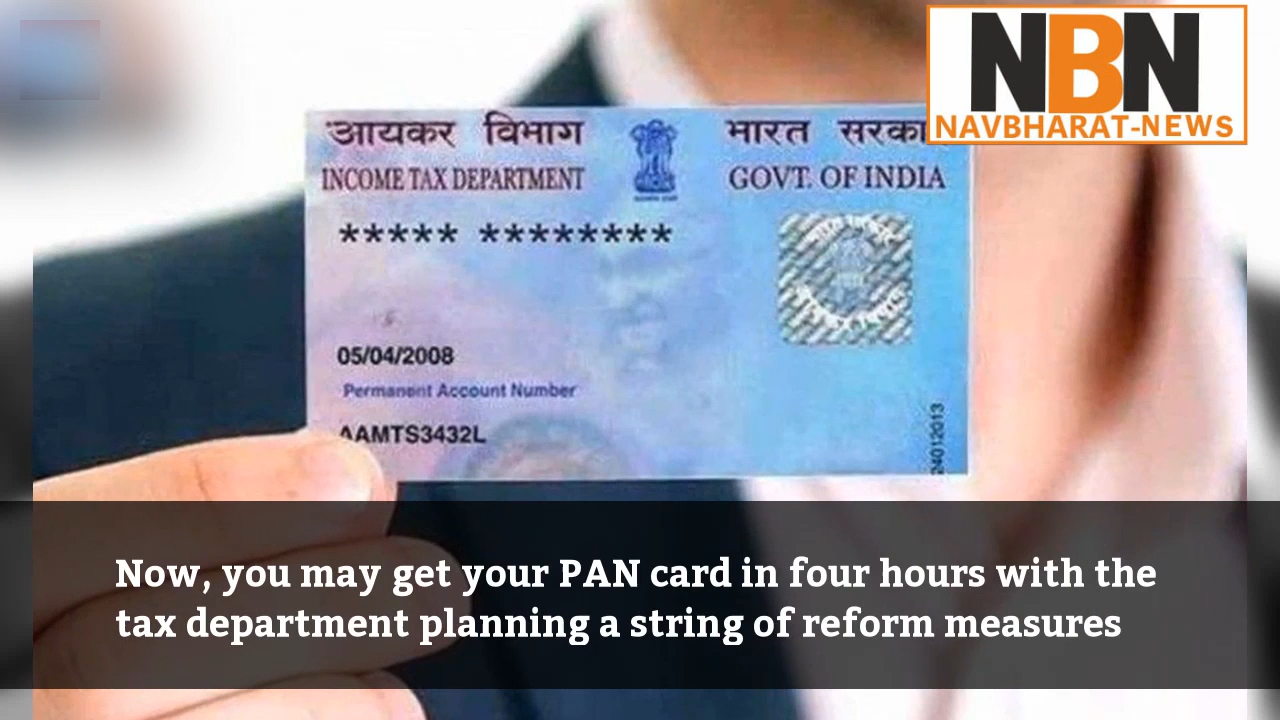 NBN
NAVBHARAT-NEWS
आयकर विभाग
भारत सरका
INCOME TAX DEPARTMENT
GOVT. OF INDIA
***** ********
05/04/2008
Permanent Account Number
AAMTS3432L
24012013
Now, you may get your PAN card in four hours with the
tax department planning a string of reform measures